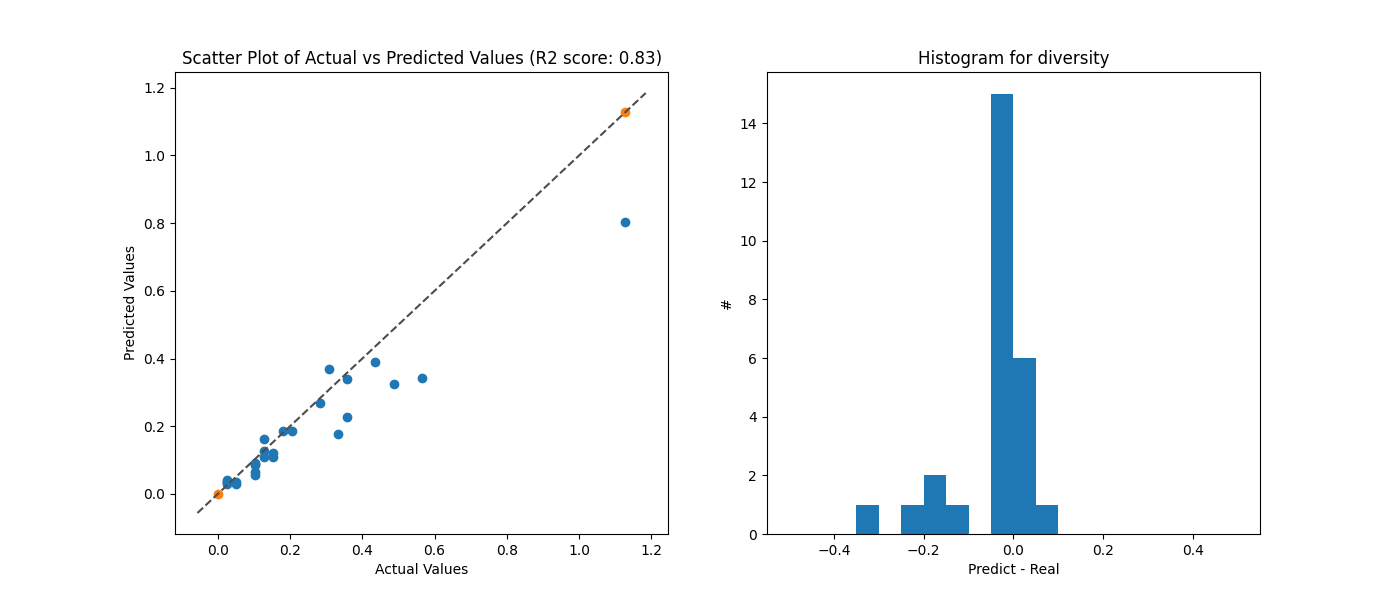 Scatter Plot of Actual vs Predicted Values (R2 score: 0.83)
1.2
1.0
0.8
0.6
0.4
0.2
0.0
Predicted Values
0.0 0.2 0.4 0.6 0.8 1.0 1.2
Actual Values
Histogram for diversity
14
12
10
8
6
4
2
0
#
−0.4 −0.2 0.0 0.2 0.4
Predict - Real